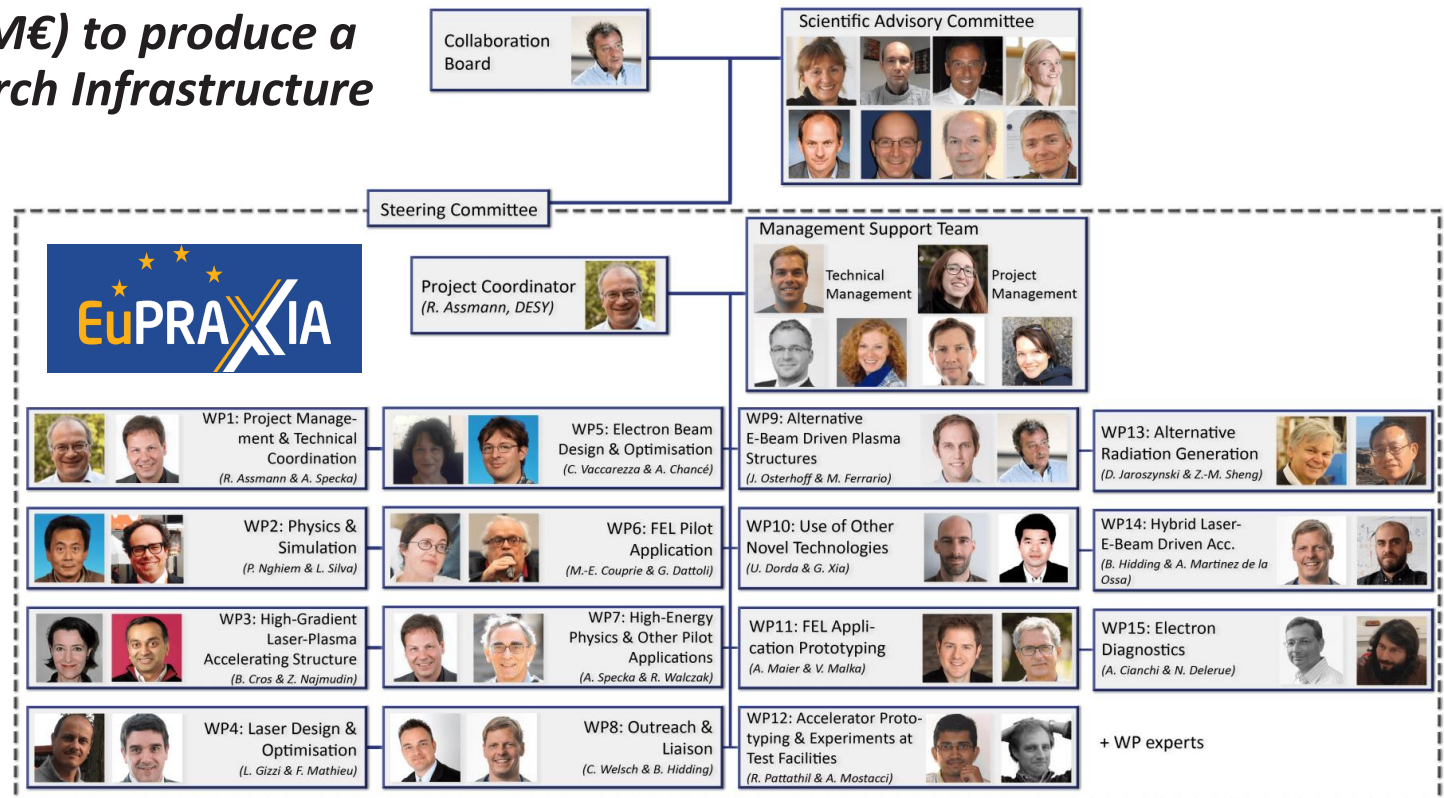 M€) to produce a
rch Infrastructure
Collaboration
Board
Scientific Advisory Committee
Steering Committee
EuPRAXIA
Project Coordinator
(R. Assmann, DESY)
Management Support Team
Technical
Management
Project
Management
WP1: Project Manage-
ment & Technical
Coordination
(R. Assmann & A. Specka)
WP5: Electron Beam
Design & Optimisation
(C. Vaccarezza & A. Chancé)
WP9: Alternative
E-Beam Driven Plasma
Structures
(J. Osterhoff & M. Ferrario)
WP13: Alternative
Radiation Generation
(D. Jaroszynski & Z.-M. Sheng)
WP2: Physics &
Simulation
(P. Nghiem & L. Silva)
WP6: FEL Pilot
Application
(M.-E. Couprie & G. Dattoli)
WP10: Use of Other
Novel Technologies
(U. Dorda & G. Xia)
WP14: Hybrid Laser-
E-Beam Driven Acc.
(B. Hidding & A. Martinez de la
Ossa)
WP3: High-Gradient
Laser-Plasma
Accelerating Structure
(B. Cros & Z. Najmudin)
WP7: High-Energy
Physics & Other Pilot
Applications
(A. Specka & R. Walczak)
WP11: FEL Appli-
cation Prototyping
(A. Maier & V. Malka)
WP15: Electron
Diagnostics
(A. Cianchi & N. Delerue)
WP4: Laser Design &
Optimisation
(L. Gizzi & F. Mathieu)
WP8: Outreach &
Liaison
(C. Welsch & B. Hidding)
WP12: Accelerator Proto-
typing & Experiments at
Test Facilities
(R. Pattathil & A. Mostacci)
+ WP experts